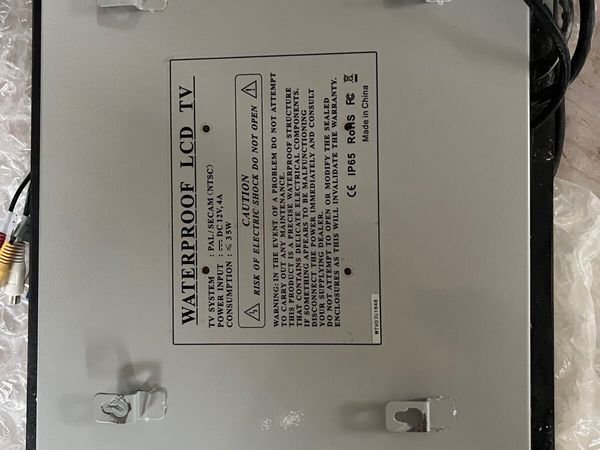 WATERPROOF LCD TV
TV SYSTEM : PAL/SECAM (NTSC)
POWER INPUT : DC 12V, 4A
CONSUMPTION : ≤ 35W
CAUTION
RISK OF ELECTRIC SHOCK DO NOT OPEN
WARNING: IN THE EVENT OF A PROBLEM DO NOT ATTEMPT
TO CARRY OUT ANY MAINTENANCE.
THIS PRODUCT IS A PRECISE WATERPROOF STRUCTURE
THAT CONTAINS DELICATE ELECTRICAL COMPONENTS.
IF SOMETHING APPEARS TO BE MALFUNCTIONING
DISCONNECT THE POWER IMMEDIATELY AND CONSULT
YOUR SUPPLYING DEALER.
DO NOT ATTEMPT TO OPEN OR MODIFY THE SEALED
ENCLOSURES AS THIS WILL INVALIDATE THE WARRANTY.
CE IP65 RoHS FC
Made in China